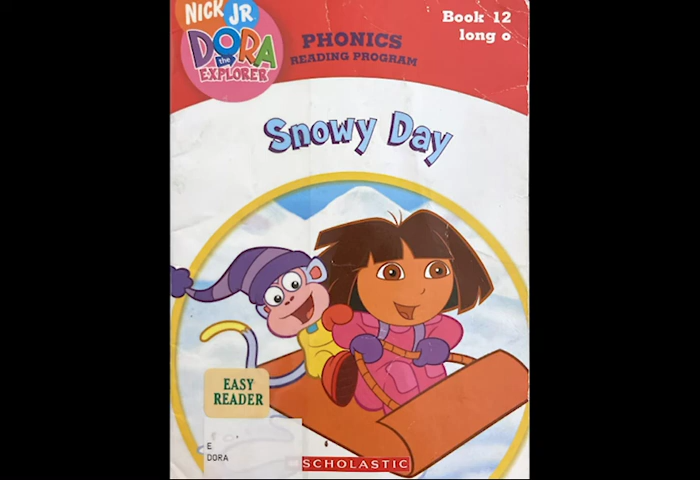 NICK JR.
DORA
the
EXPLORER
PHONICS
READING PROGRAM
Book 12
long o
Snowy Day
EASY
READER
E
DORA
SCHOLASTIC